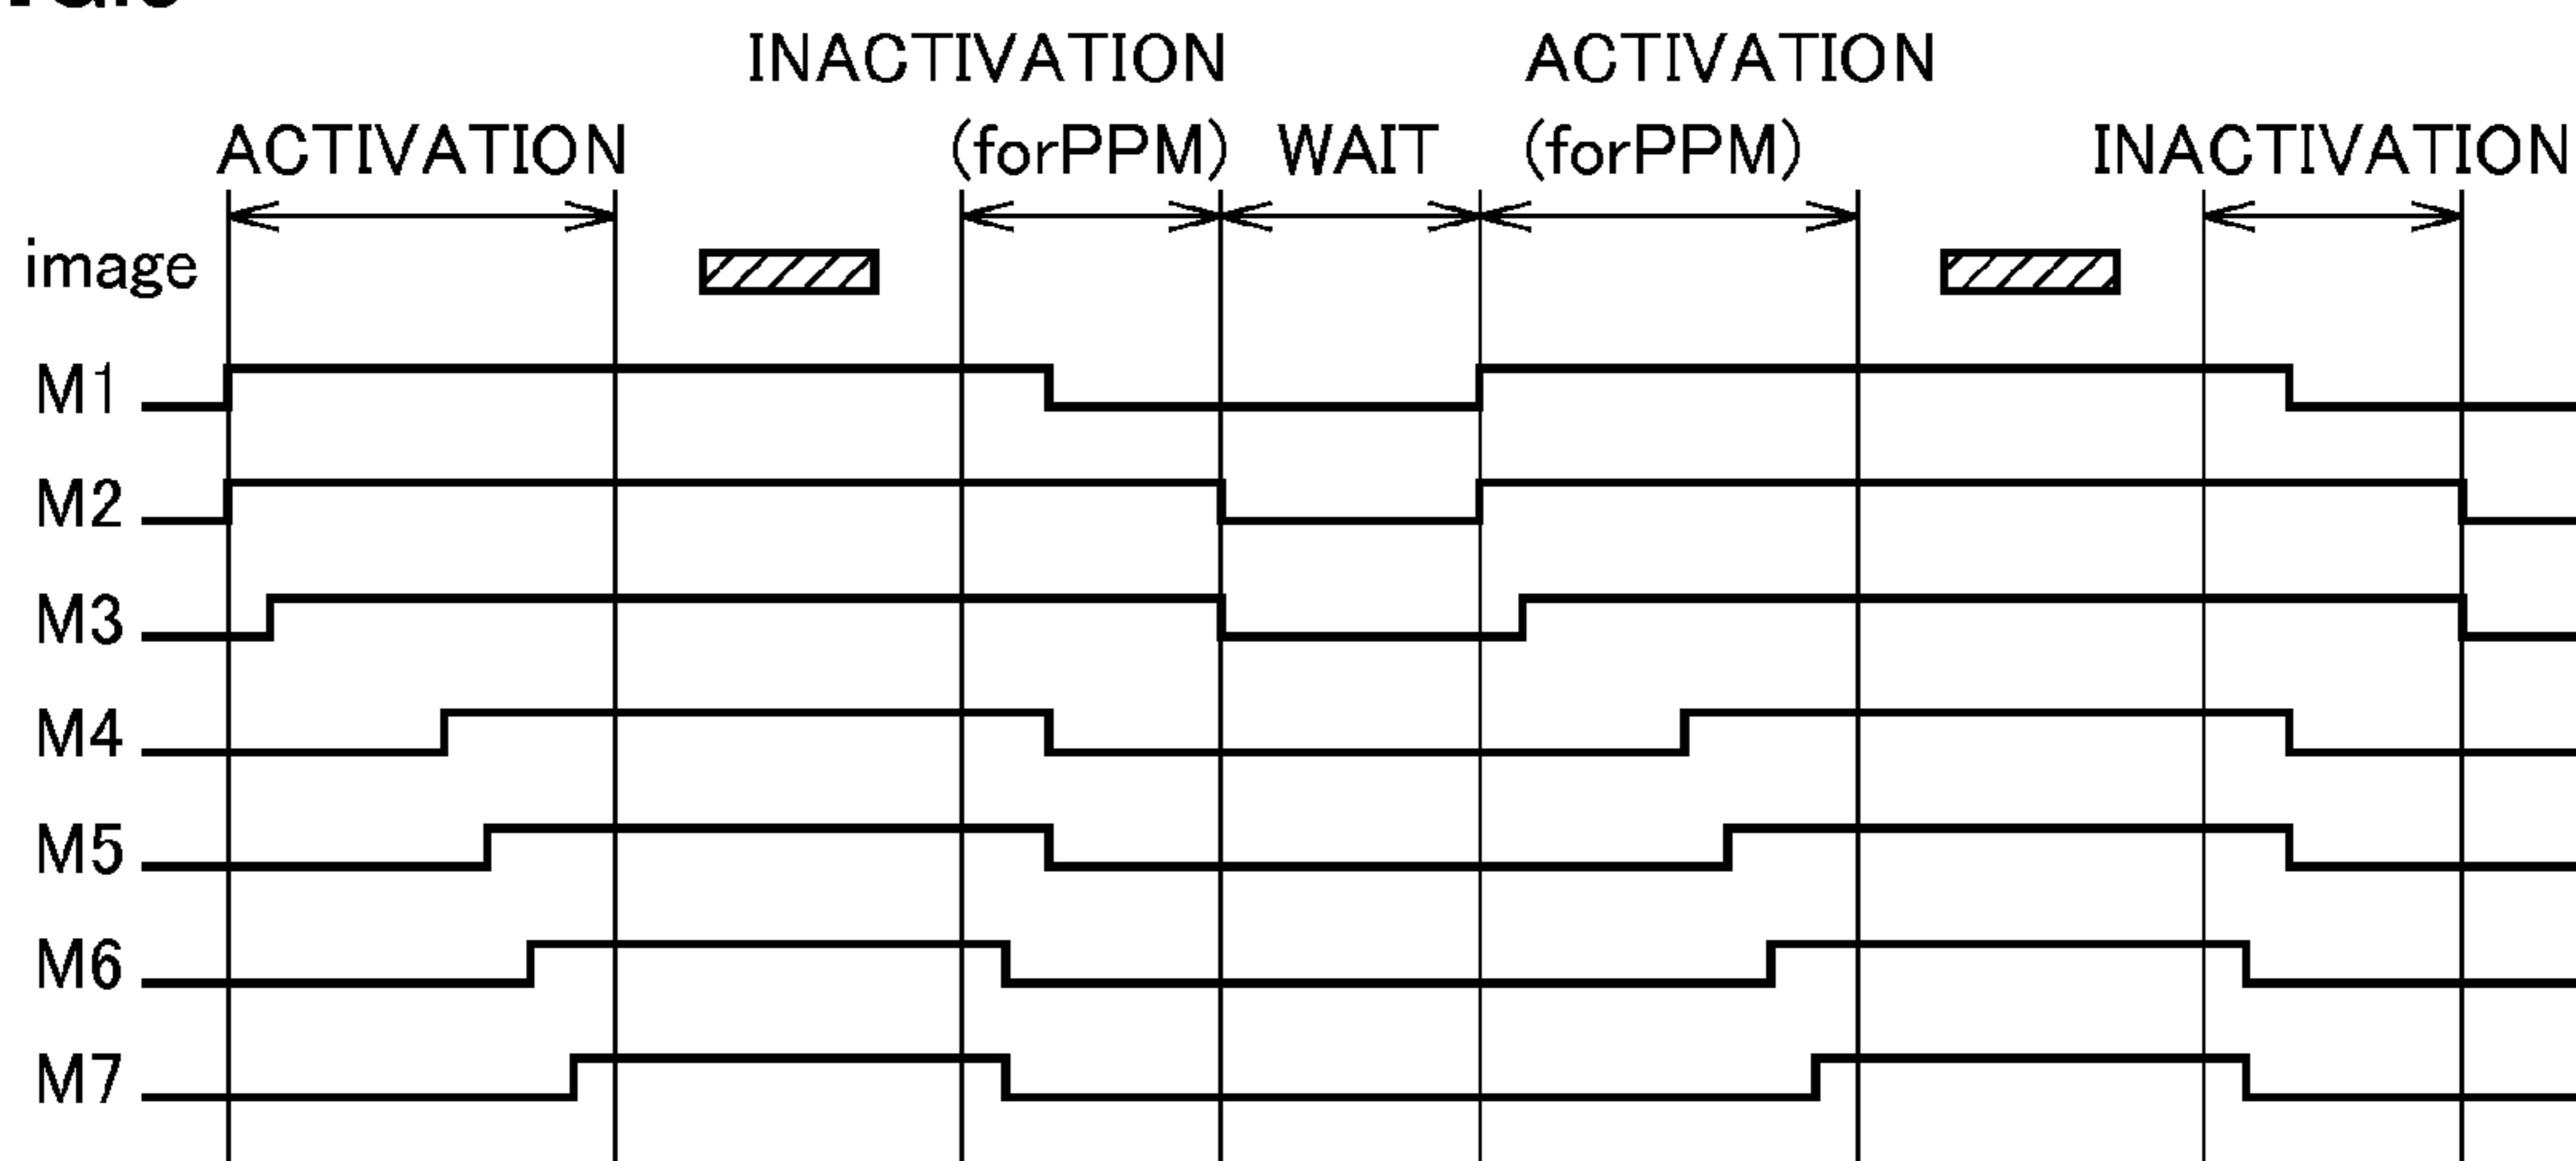 INACTIVATION ACTIVATION
ACTIVATION (forPPM) WAIT (forPPM) INACTIVATION
image
M1
M2
M3
M4
M5
M6
M7